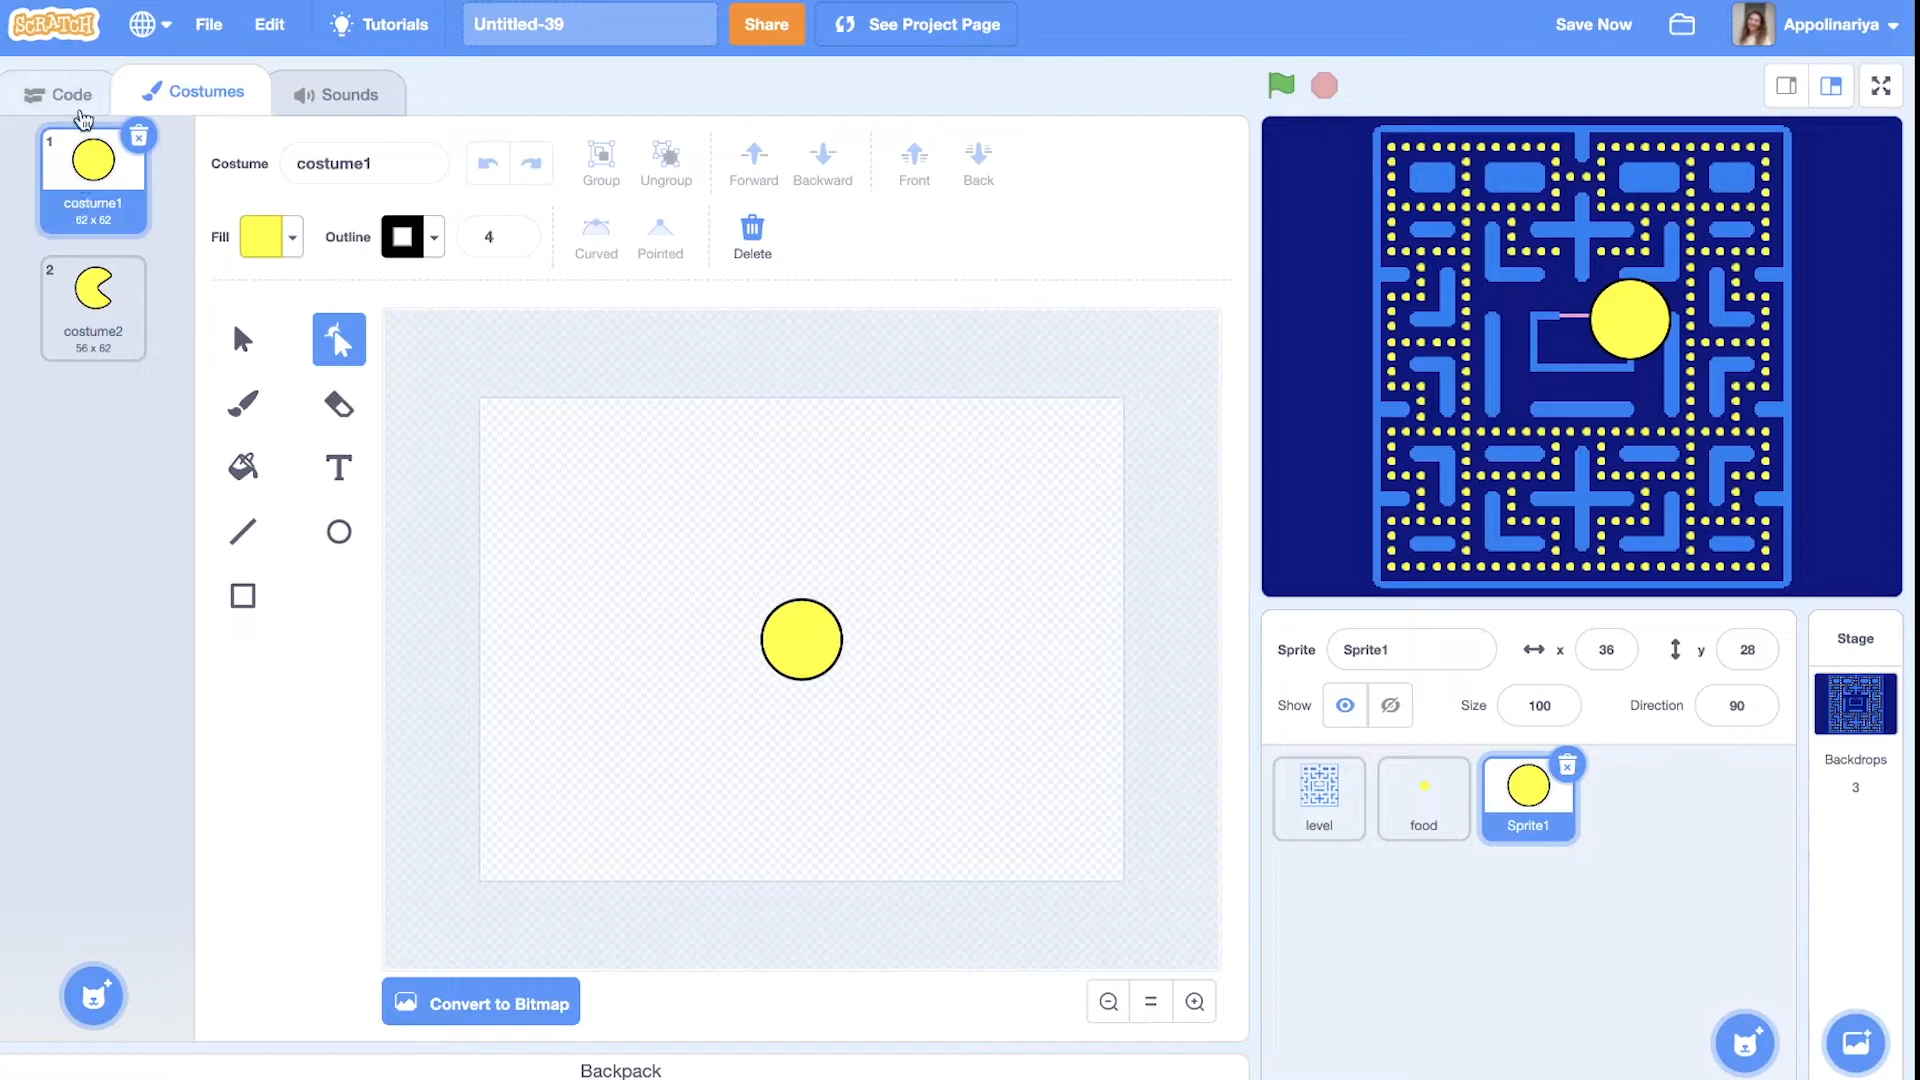 SCRATCH File Edit Tutorials Untitled-39 Share See Project Page Save Now Appolinariya
Code Costumes Sounds
1
costume1
62 x 62
2
costume2
56 x 62
Costume costume1 Group Ungroup Forward Backward Front Back
Fill Outline 4 Curved Pointed Delete
T
Convert to Bitmap
Backpack
Sprite Sprite1 x 36 y 28
Show Size 100 Direction 90
level food Sprite1
Stage
Backdrops
3